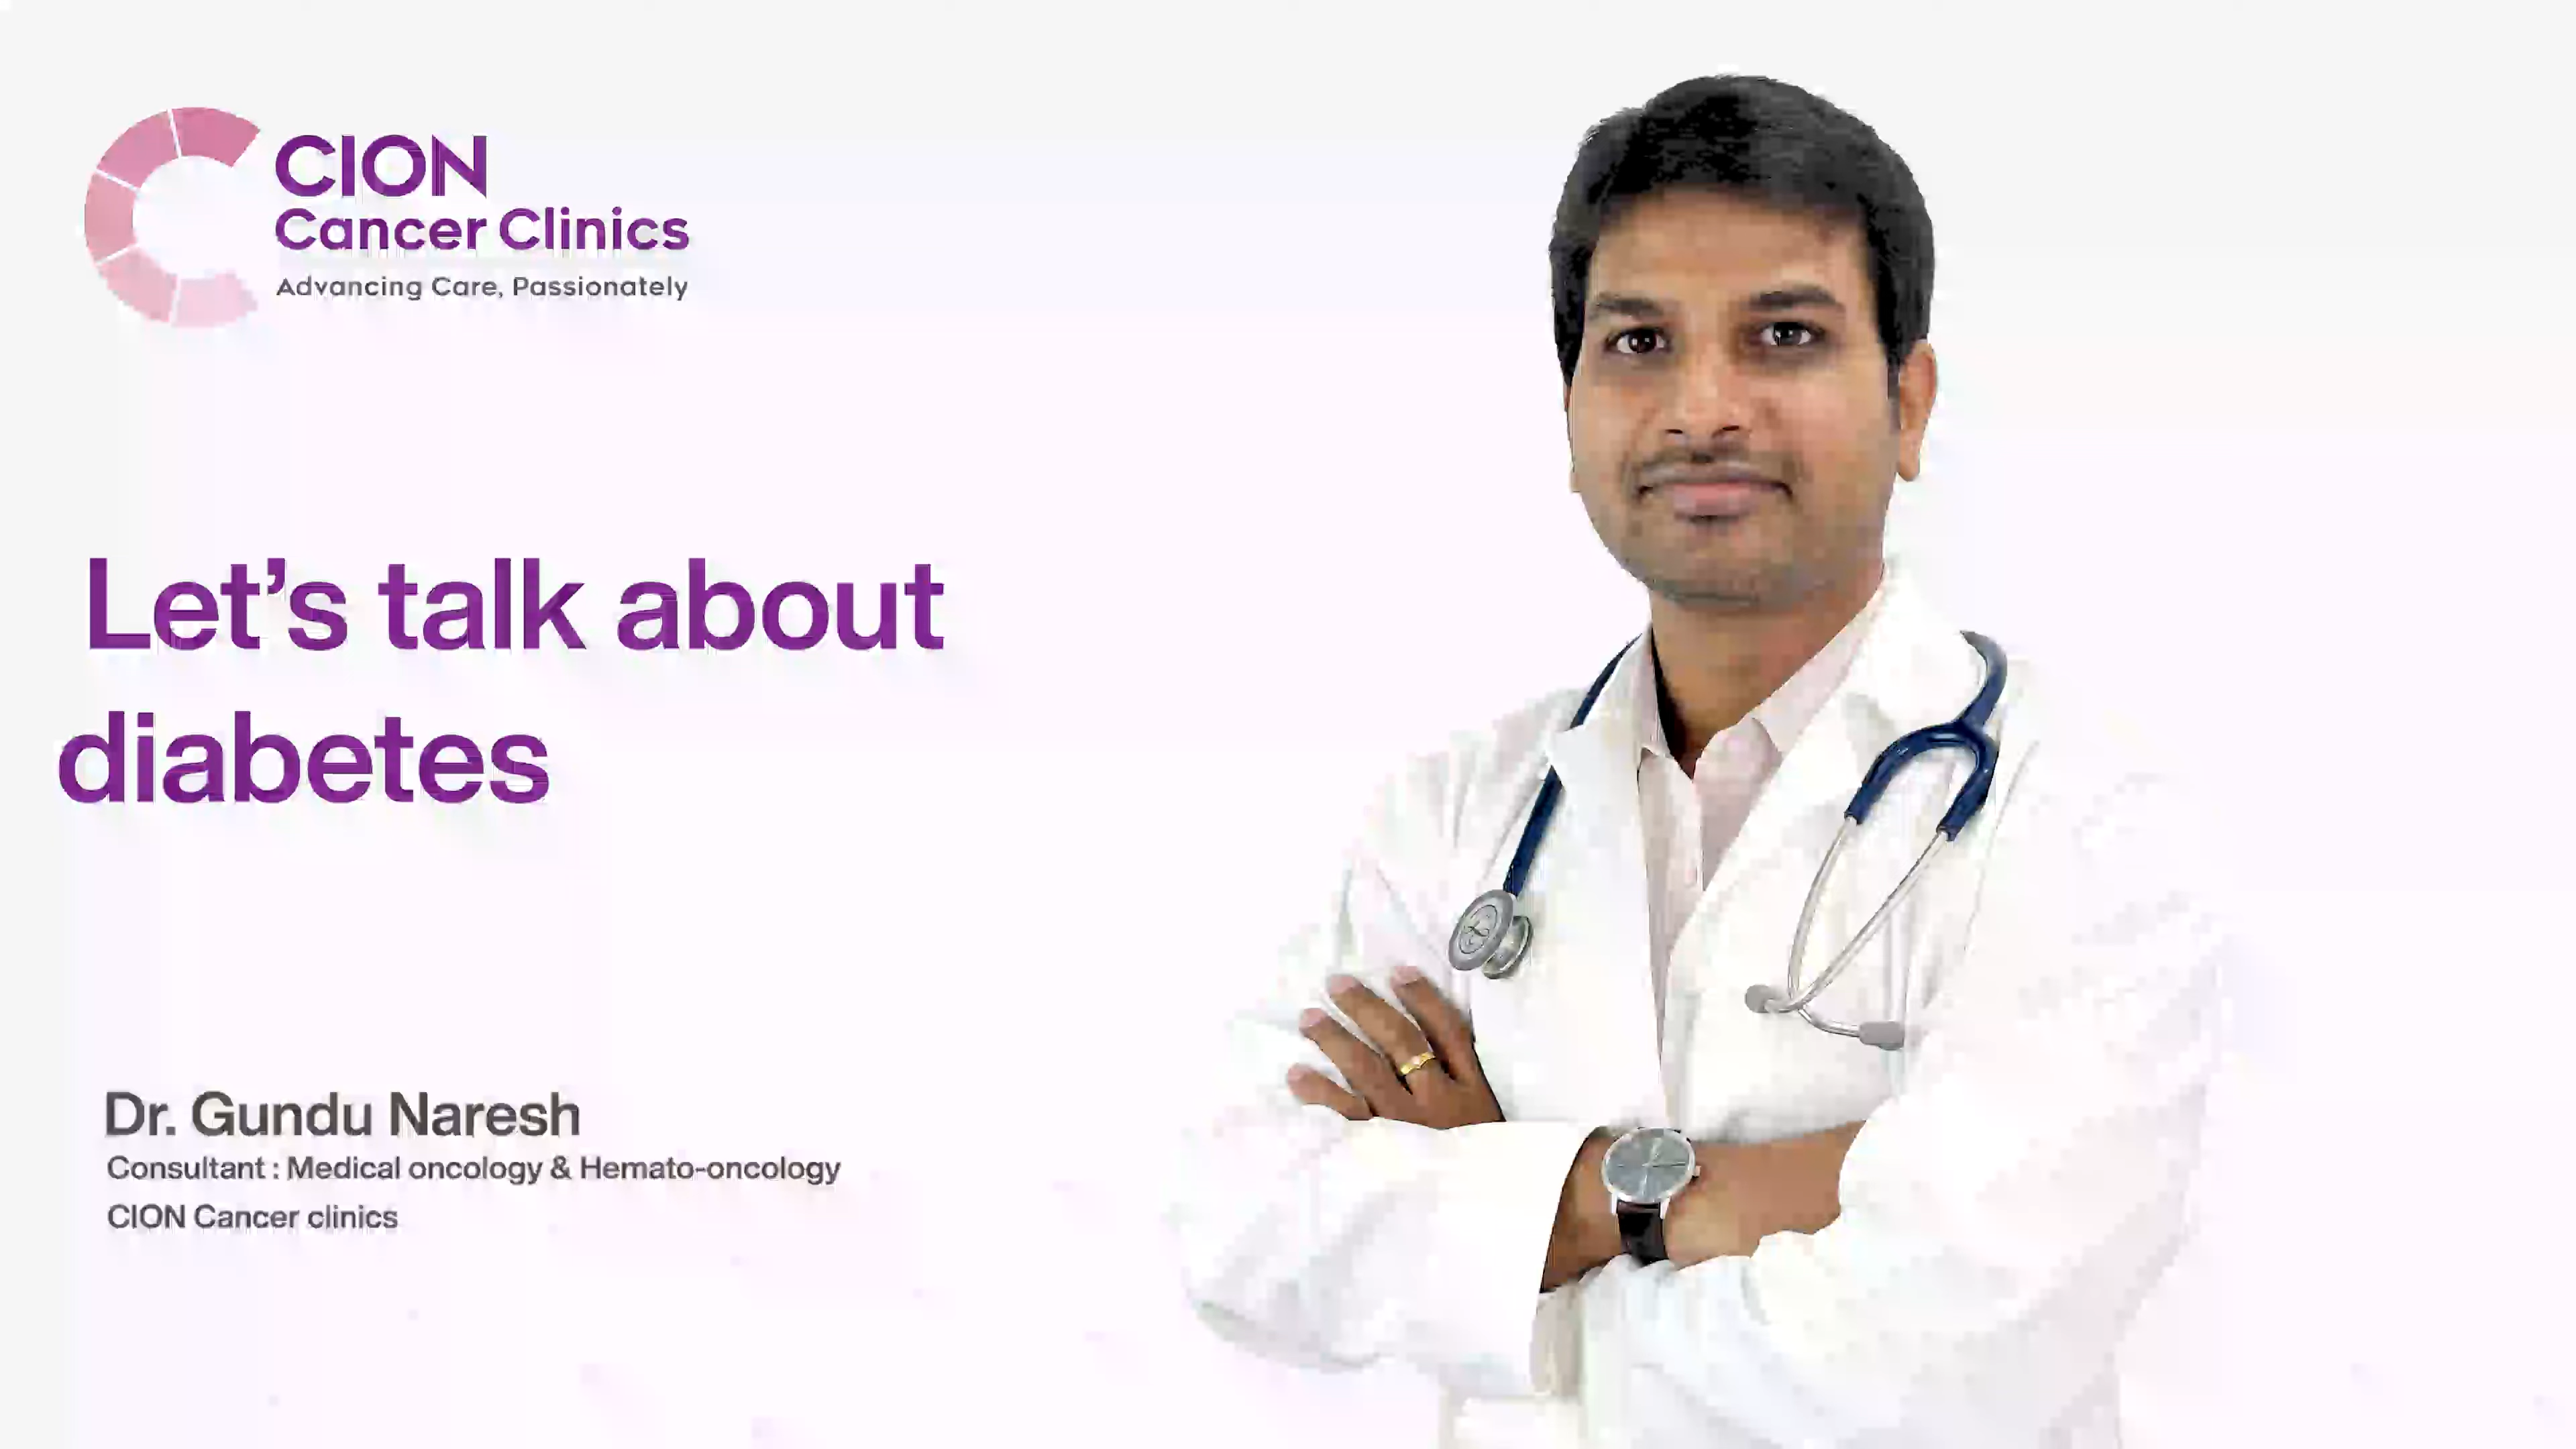 CION
Cancer Clinics
Advancing Care, Passionately
Let’s talk about
diabetes
Dr. Gundu Naresh
Consultant : Medical oncology & Hemato-oncology
CION Cancer clinics